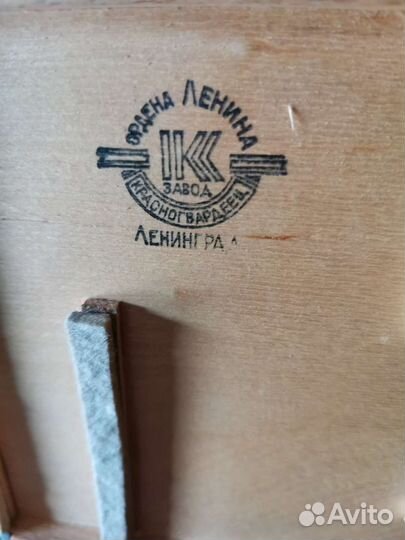 ОРДЕНА ЛЕНИНА
К
ЗАВОД
КРАСНОГВАРДЕЕЦ
ЛЕНИНГРАД
Avito